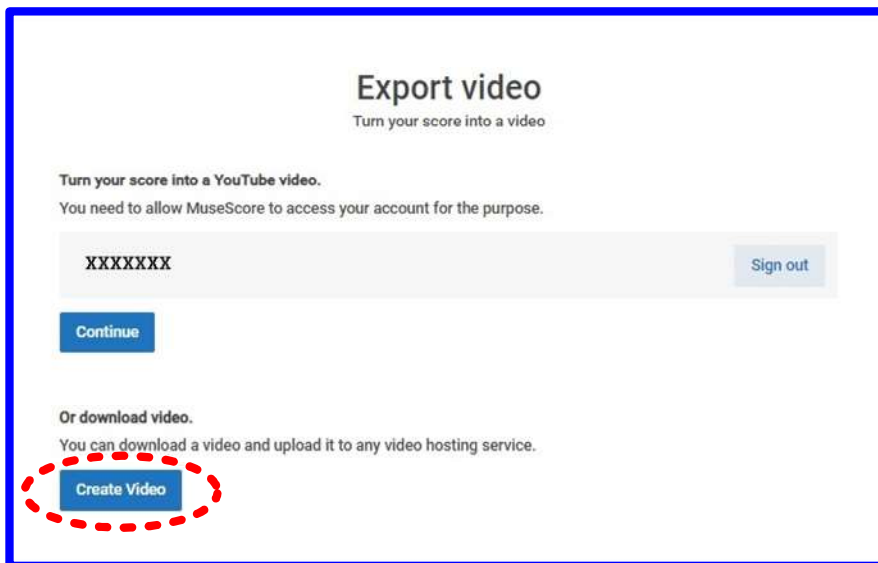 Export video
Turn your score into a video
Turn your score into a YouTube video.
You need to allow MuseScore to access your account for the purpose.
XXXXXXX
Sign out
Continue
Or download video.
You can download a video and upload it to any video hosting service.
Create Video